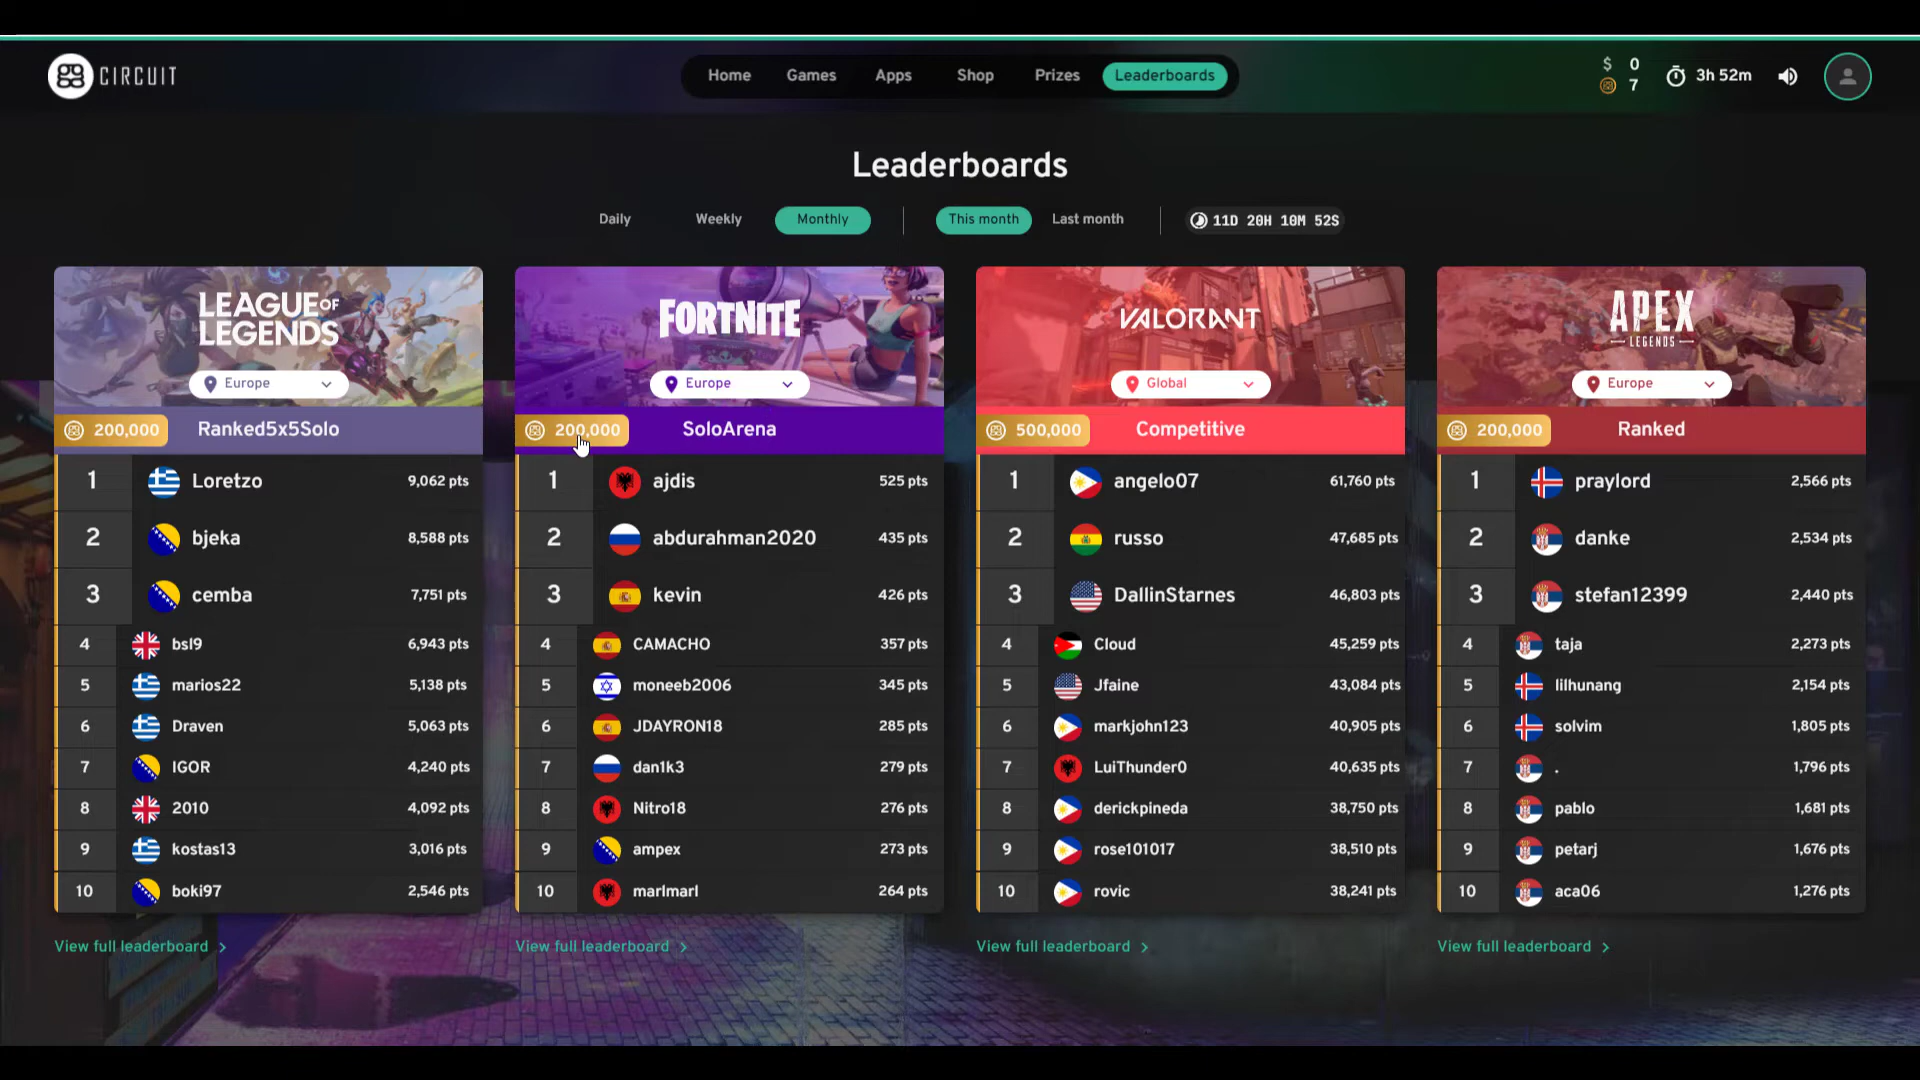 CIRCUIT
Home Games Apps Shop Prizes Leaderboards
$ 0
7
3h 52m
Leaderboards
Daily Weekly Monthly This month Last month 11D 20H 10M 52S
LEAGUE OF
LEGENDS
Europe
200,000 Ranked5x5Solo
1 Loretzo 9,062 pts
2 bjeka 8,588 pts
3 cemba 7,751 pts
4 bsl9 6,943 pts
5 marios22 5,138 pts
6 Draven 5,063 pts
7 IGOR 4,240 pts
8 2010 4,092 pts
9 kostas13 3,016 pts
10 boki97 2,546 pts
View full leaderboard
FORTNITE
Europe
200,000 SoloArena
1 ajdis 525 pts
2 abdurahman2020 435 pts
3 kevin 426 pts
4 CAMACHO 357 pts
5 moneeb2006 345 pts
6 JDAYRON18 285 pts
7 dan1k3 279 pts
8 Nitro18 276 pts
9 ampex 273 pts
10 marlmarl 264 pts
View full leaderboard
VALORANT
Global
500,000 Competitive
1 angelo07 61,760 pts
2 russo 47,685 pts
3 DallinStarnes 46,803 pts
4 Cloud 45,259 pts
5 Jfaine 43,084 pts
6 markjohn123 40,905 pts
7 LuiThunder0 40,635 pts
8 derickpineda 38,750 pts
9 rose101017 38,510 pts
10 rovic 38,241 pts
View full leaderboard
APEX
LEGENDS
Europe
200,000 Ranked
1 praylord 2,566 pts
2 danke 2,534 pts
3 stefan12399 2,440 pts
4 taja 2,273 pts
5 lilhunang 2,154 pts
6 solvim 1,805 pts
7 . 1,796 pts
8 pablo 1,681 pts
9 petarj 1,676 pts
10 aca06 1,276 pts
View full leaderboard